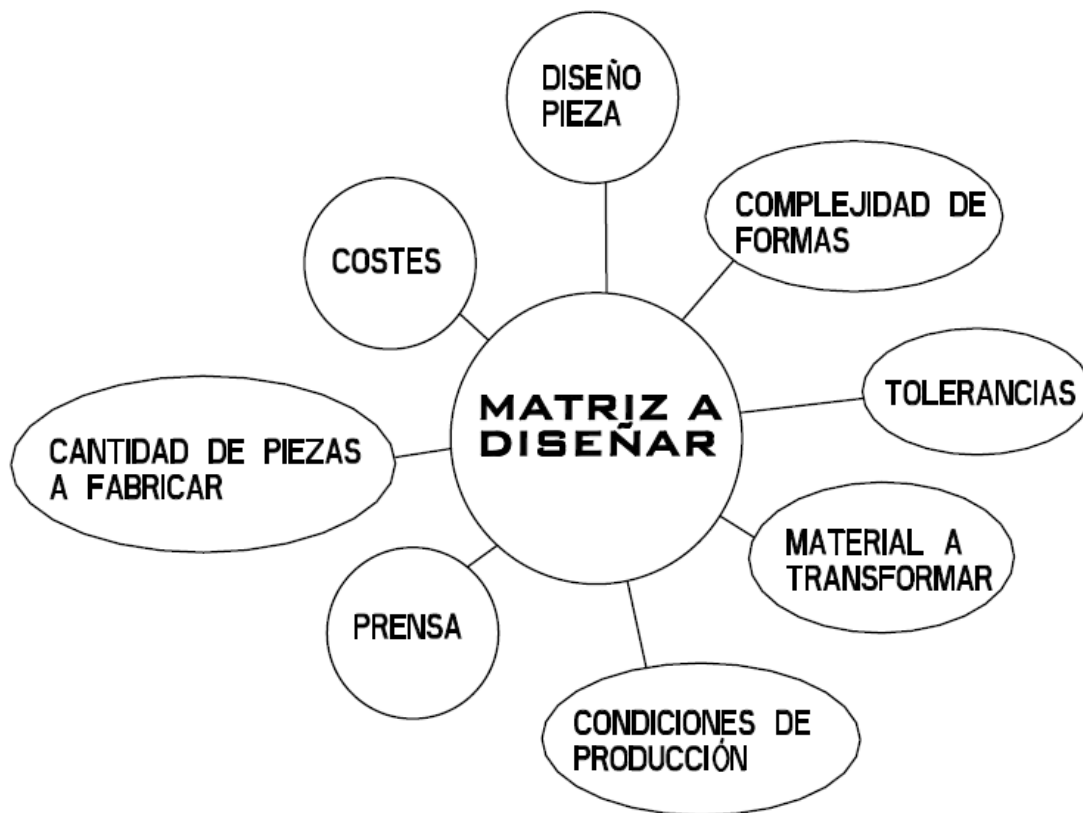 DISEÑO
PIEZA
COMPLEJIDAD DE
FORMAS
COSTES
TOLERANCIAS
MATRIZ A
DISEÑAR
CANTIDAD DE PIEZAS
A FABRICAR
MATERIAL A
TRANSFORMAR
PRENSA
CONDICIONES DE
PRODUCCIÓN